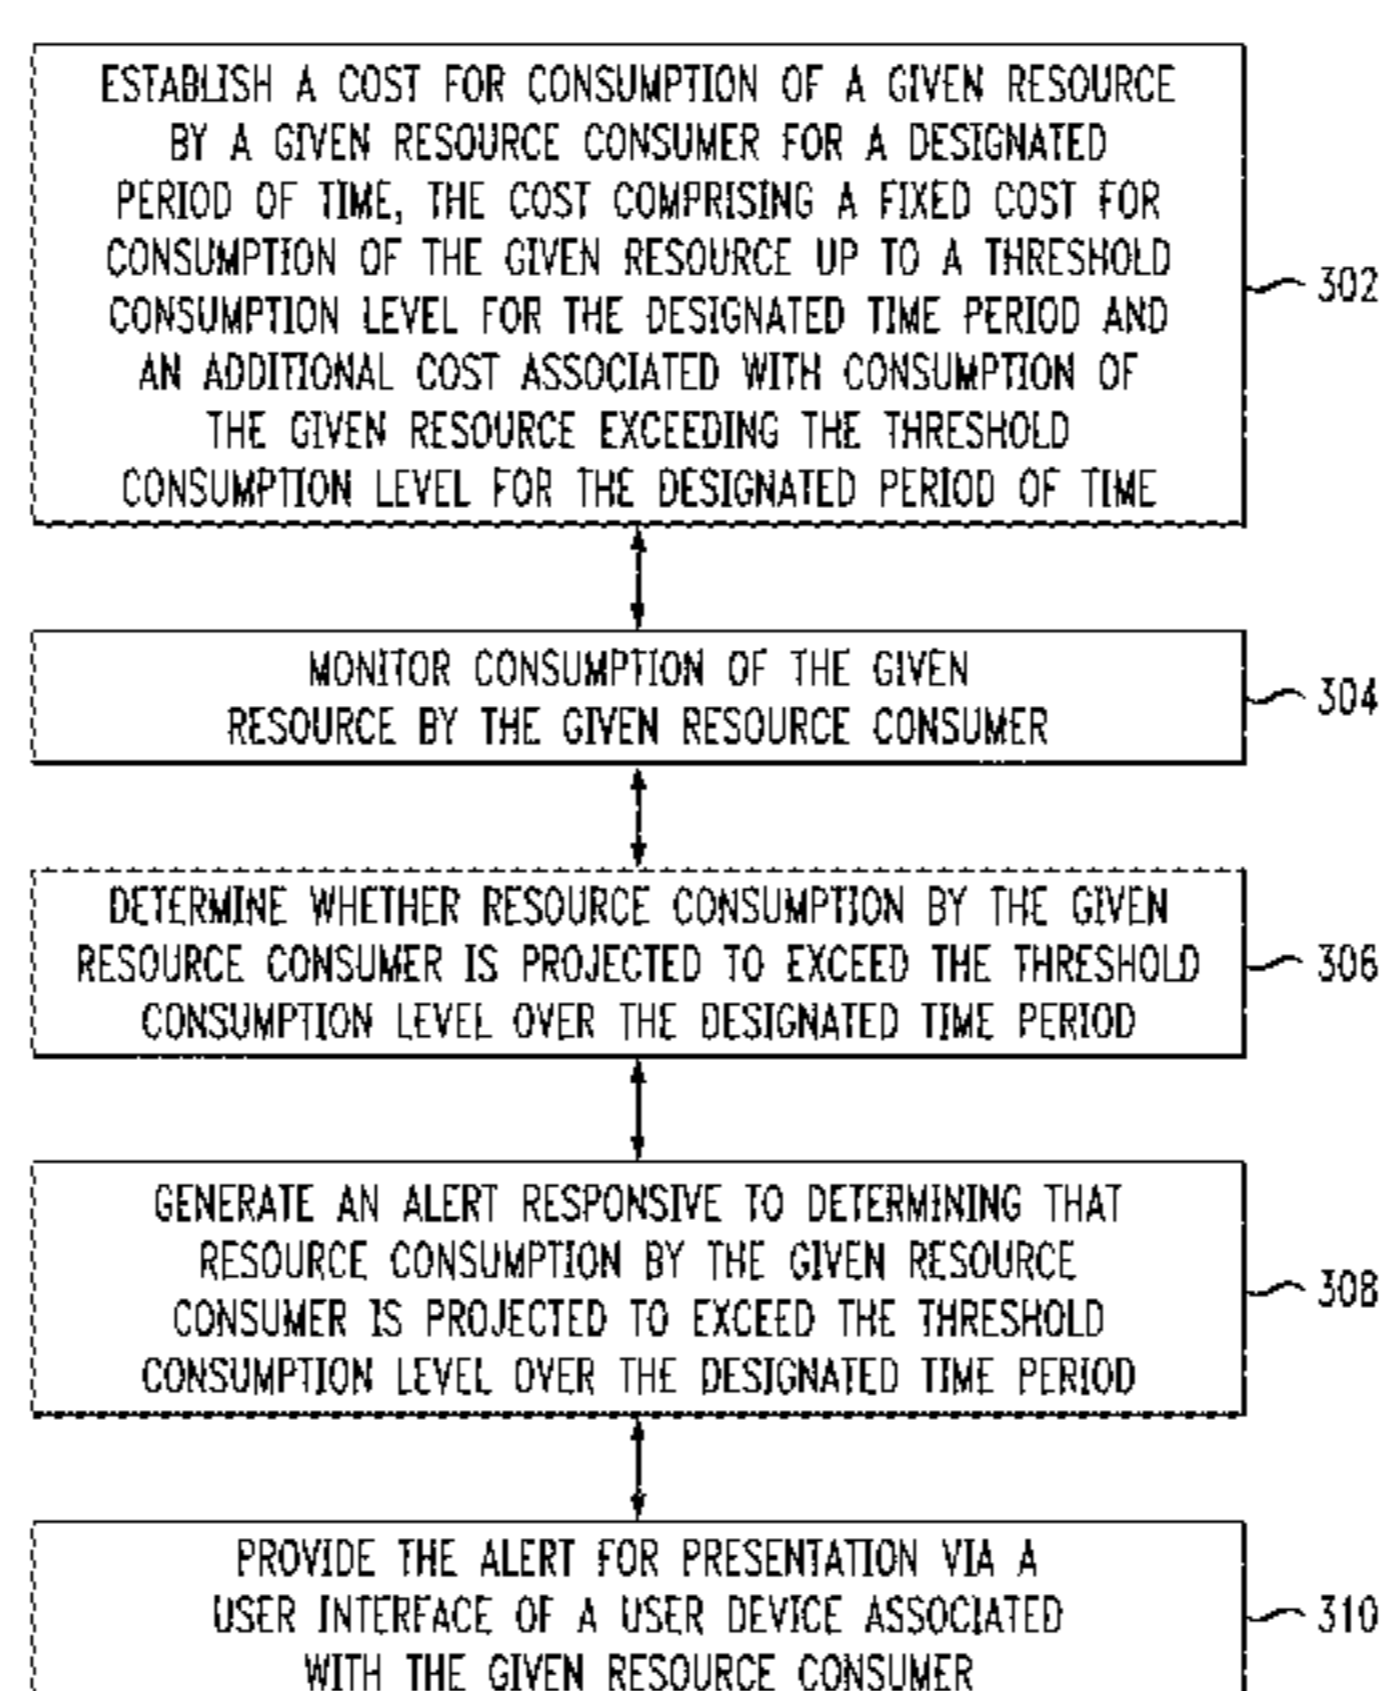 ESTABLISH A COST FOR CONSUMPTION OF A GIVEN RESOURCE
BY A GIVEN RESOURCE CONSUMER FOR A DESIGNATED
PERIOD OF TIME, THE COST COMPRISING A FIXED COST FOR
CONSUMPTION OF THE GIVEN RESOURCE UP TO A THRESHOLD
CONSUMPTION LEVEL FOR THE DESIGNATED TIME PERIOD AND
AN ADDITIONAL COST ASSOCIATED WITH CONSUMPTION OF
THE GIVEN RESOURCE EXCEEDING THE THRESHOLD
CONSUMPTION LEVEL FOR THE DESIGNATED PERIOD OF TIME
302
MONITOR CONSUMPTION OF THE GIVEN
RESOURCE BY THE GIVEN RESOURCE CONSUMER
304
DETERMINE WHETHER RESOURCE CONSUMPTION BY THE GIVEN
RESOURCE CONSUMER IS PROJECTED TO EXCEED THE THRESHOLD
CONSUMPTION LEVEL OVER THE DESIGNATED TIME PERIOD
306
GENERATE AN ALERT RESPONSIVE TO DETERMINING THAT
RESOURCE CONSUMPTION BY THE GIVEN RESOURCE
CONSUMER IS PROJECTED TO EXCEED THE THRESHOLD
CONSUMPTION LEVEL OVER THE DESIGNATED TIME PERIOD
308
PROVIDE THE ALERT FOR PRESENTATION VIA A
USER INTERFACE OF A USER DEVICE ASSOCIATED
WITH THE GIVEN RESOURCE CONSUMER
310